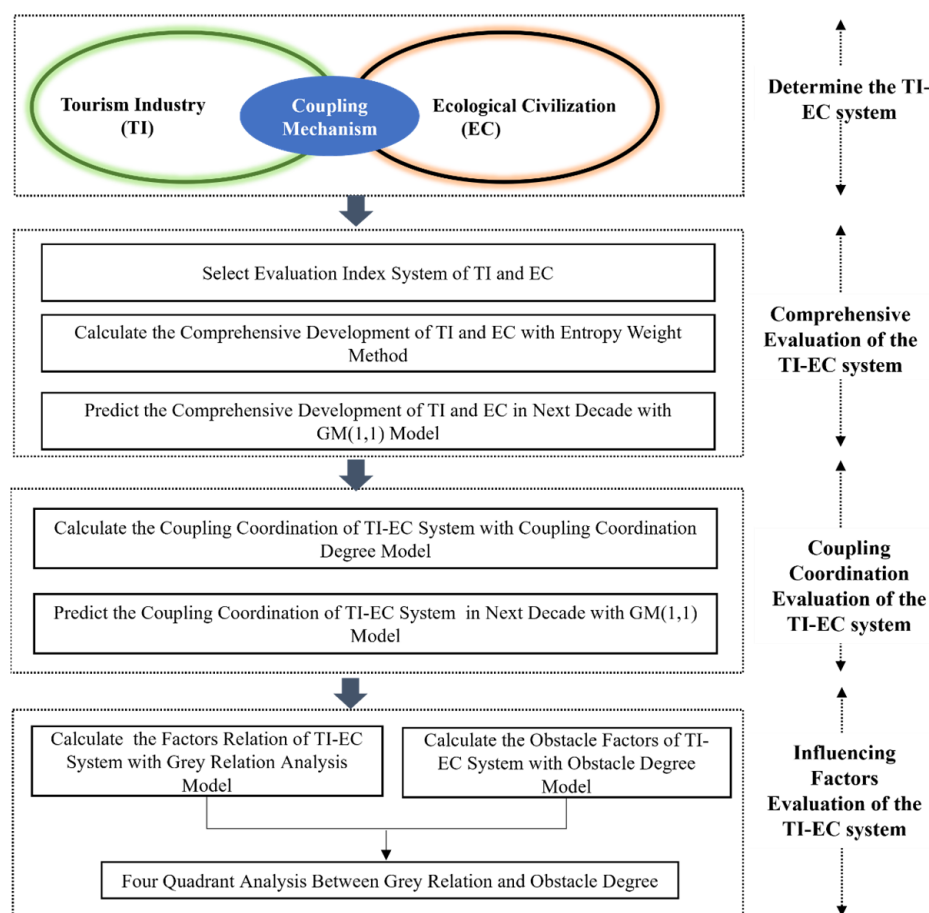 Tourism Industry
(TI)
Coupling
Mechanism
Ecological Civilization
(EC)
Determine the TI-
EC system
Select Evaluation Index System of TI and EC
Calculate the Comprehensive Development of TI and EC with Entropy Weight
Method
Predict the Comprehensive Development of TI and EC in Next Decade with
GM(1,1) Model
Comprehensive
Evaluation of the
TI-EC system
Calculate the Coupling Coordination of TI-EC System with Coupling Coordination
Degree Model
Predict the Coupling Coordination of TI-EC System in Next Decade with GM(1,1)
Model
Coupling
Coordination
Evaluation of the
TI-EC system
Calculate the Factors Relation of TI-EC
System with Grey Relation Analysis
Model
Calculate the Obstacle Factors of TI-
EC System with Obstacle Degree
Model
Four Quadrant Analysis Between Grey Relation and Obstacle Degree
Influencing
Factors
Evaluation of the
TI-EC system